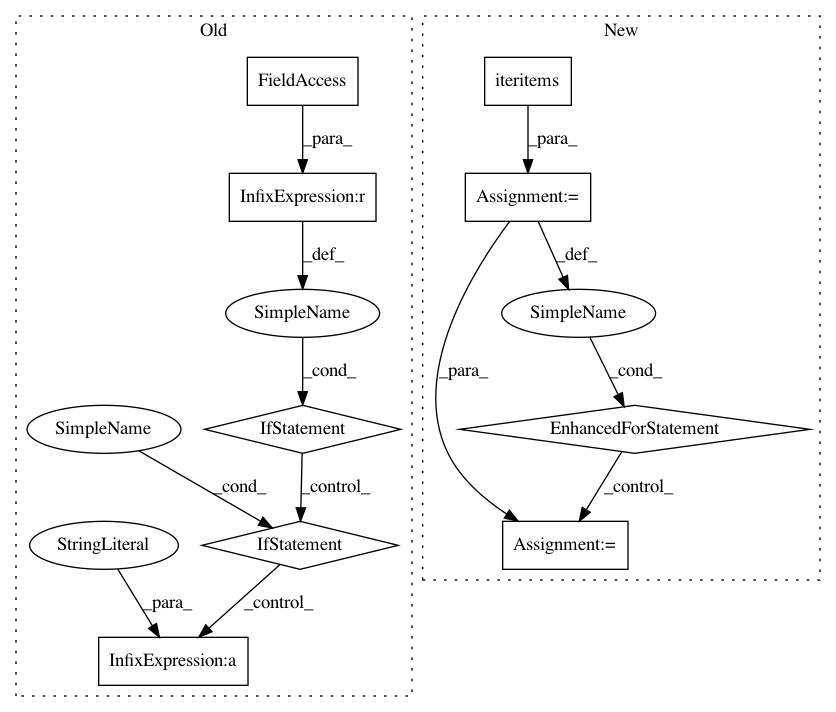 Old
New
FieldAccess
iteritems
_para_
_para_
InfixExpression:r
Assignment:=
_def_
_def_
SimpleName
SimpleName
_cond_
_para_
_cond_
SimpleName
IfStatement
EnhancedForStatement
_cond_
_control_
_control_
StringLiteral
IfStatement
Assignment:=
_para_
_control_
InfixExpression:a